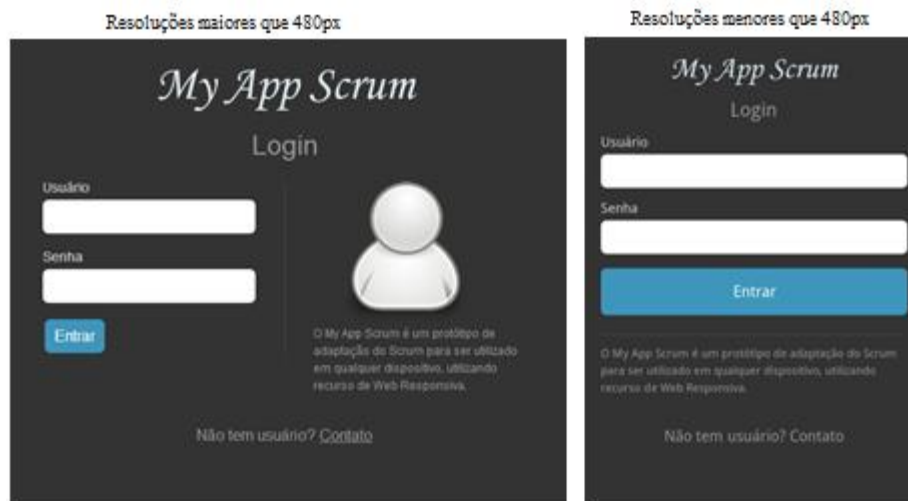 Resoluções maiores que 480px
My App Scrum
Login
Usuário
Senha
Entrar
O My App Scrum é um protótipo de
adaptação do Scrum para ser utilizado
em qualquer dispositivo, utilizando
recurso de Web Responsiva.
Não tem usuário? Contato
Resoluções menores que 480px
My App Scrum
Login
Usuário
Senha
Entrar
O My App Scrum é um protótipo de adaptação do Scrum
para ser utilizado em qualquer dispositivo, utilizando
recurso de Web Responsiva.
Não tem usuário? Contato